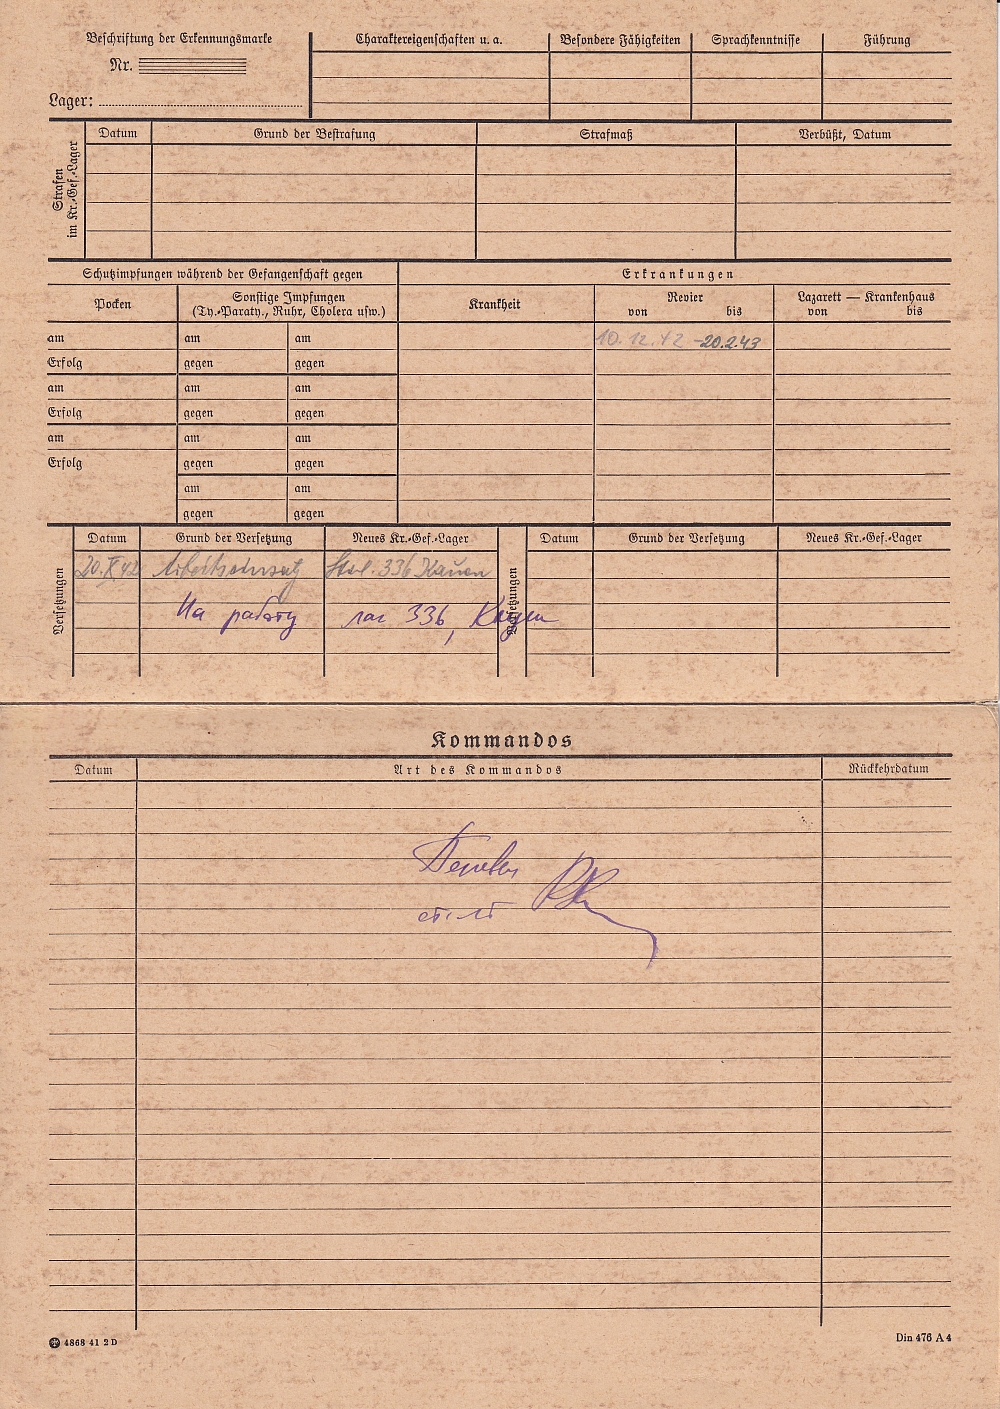 Beschriftung der Erkennungsmarke
Nr.
Lager:
Charaktereigenschaften u. a. Besondere Fähigkeiten Sprachkenntnisse Führung
Strafen im Kr.-Gef.-Lager
Datum Grund der Bestrafung Strafmaß Verbüßt, Datum
Schutzimpfungen während der Gefangenschaft gegen Erkrankungen
Pocken Sonstige Impfungen Krankheit Revier Lazarett — Krankenhaus
(Ty.-Paraty., Ruhr, Cholera usw.) von bis von bis
am am am 10.12.42 - 20.2.43
Erfolg gegen gegen
am am am
Erfolg gegen gegen
am am am
Erfolg gegen gegen
am am
gegen gegen
Versetzungen
Datum Grund der Versetzung Neues Kr.-Gef.-Lager
20.X.42 Arbeitseinsatz Stal. 336 Kauen
На работу лаг 336, Кауен
Versetzungen
Datum Grund der Versetzung Neues Kr.-Gef.-Lager
Kommandos
Datum Art des Kommandos Rückkehrdatum
ст. лт
4868 41 2 D
Din 476 A 4